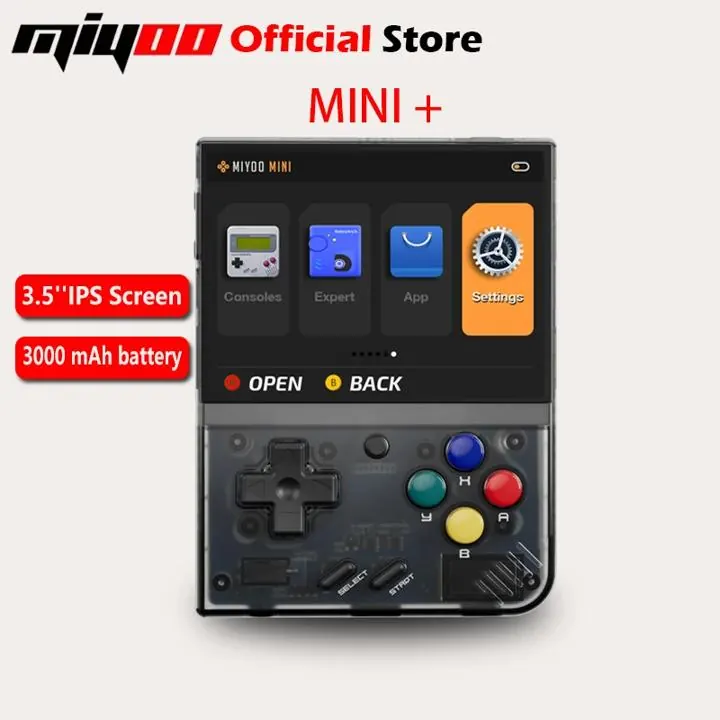 miyoo Official Store
MINI +
MIYOO MINI
3.5''IPS Screen
3000 mAh battery
Consoles
Expert
App
Settings
OPEN
B BACK
X
Y
A
B
SELECT
START